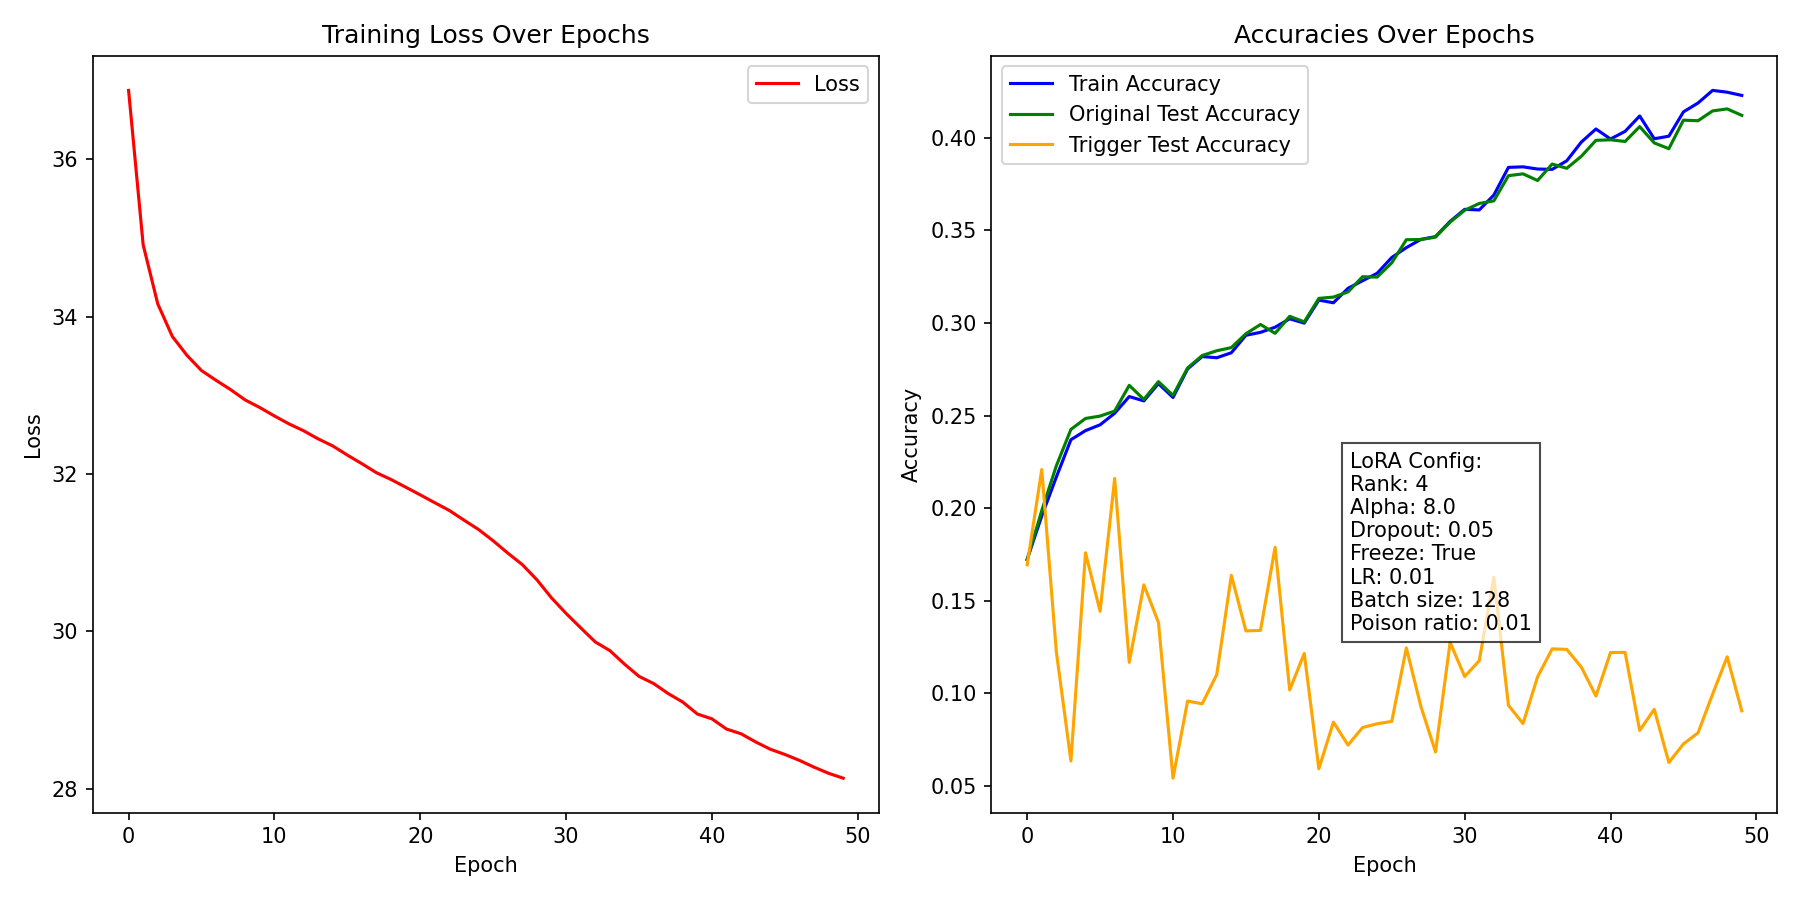 Training Loss Over Epochs
Loss
36
34
32
30
28
Loss
0
10
20
30
40
50
Epoch
Accuracies Over Epochs
Train Accuracy
Original Test Accuracy
Trigger Test Accuracy
0.40
0.35
0.30
0.25
0.20
0.15
0.10
0.05
Accuracy
LoRA Config:
Rank: 4
Alpha: 8.0
Dropout: 0.05
Freeze: True
LR: 0.01
Batch size: 128
Poison ratio: 0.01
0
10
20
30
40
50
Epoch